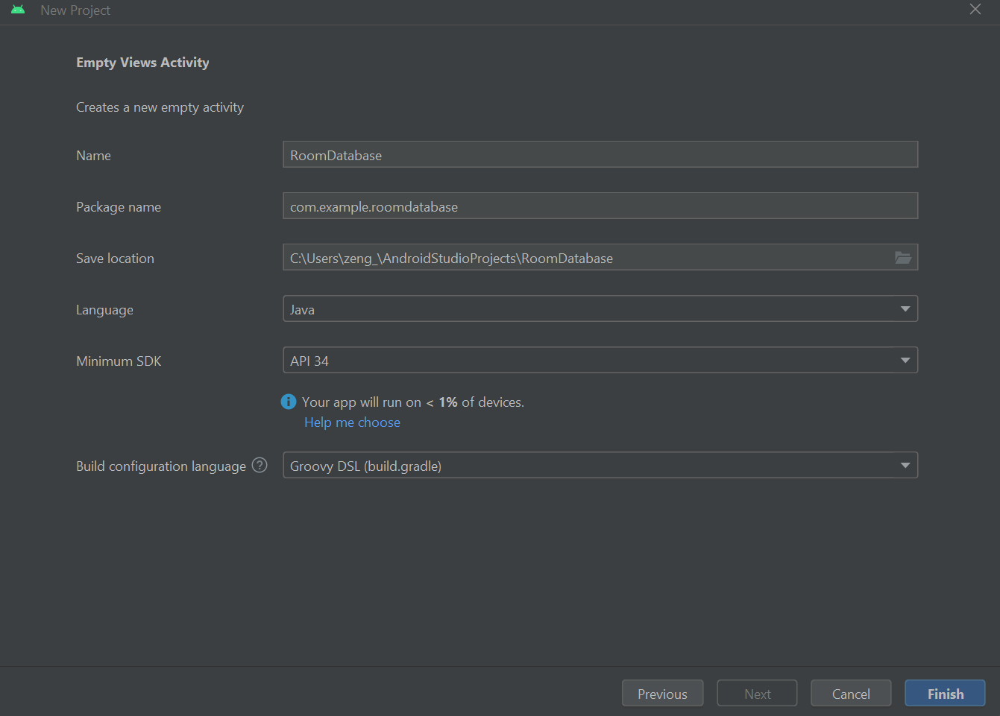 New Project
Empty Views Activity
Creates a new empty activity
Name RoomDatabase
Package name com.example.roomdatabase
Save location C:\Users\zeng_\AndroidStudioProjects\RoomDatabase
Language Java
Minimum SDK API 34
Your app will run on < 1% of devices.
Help me choose
Build configuration language ? Groovy DSL (build.gradle)
Previous Next Cancel Finish